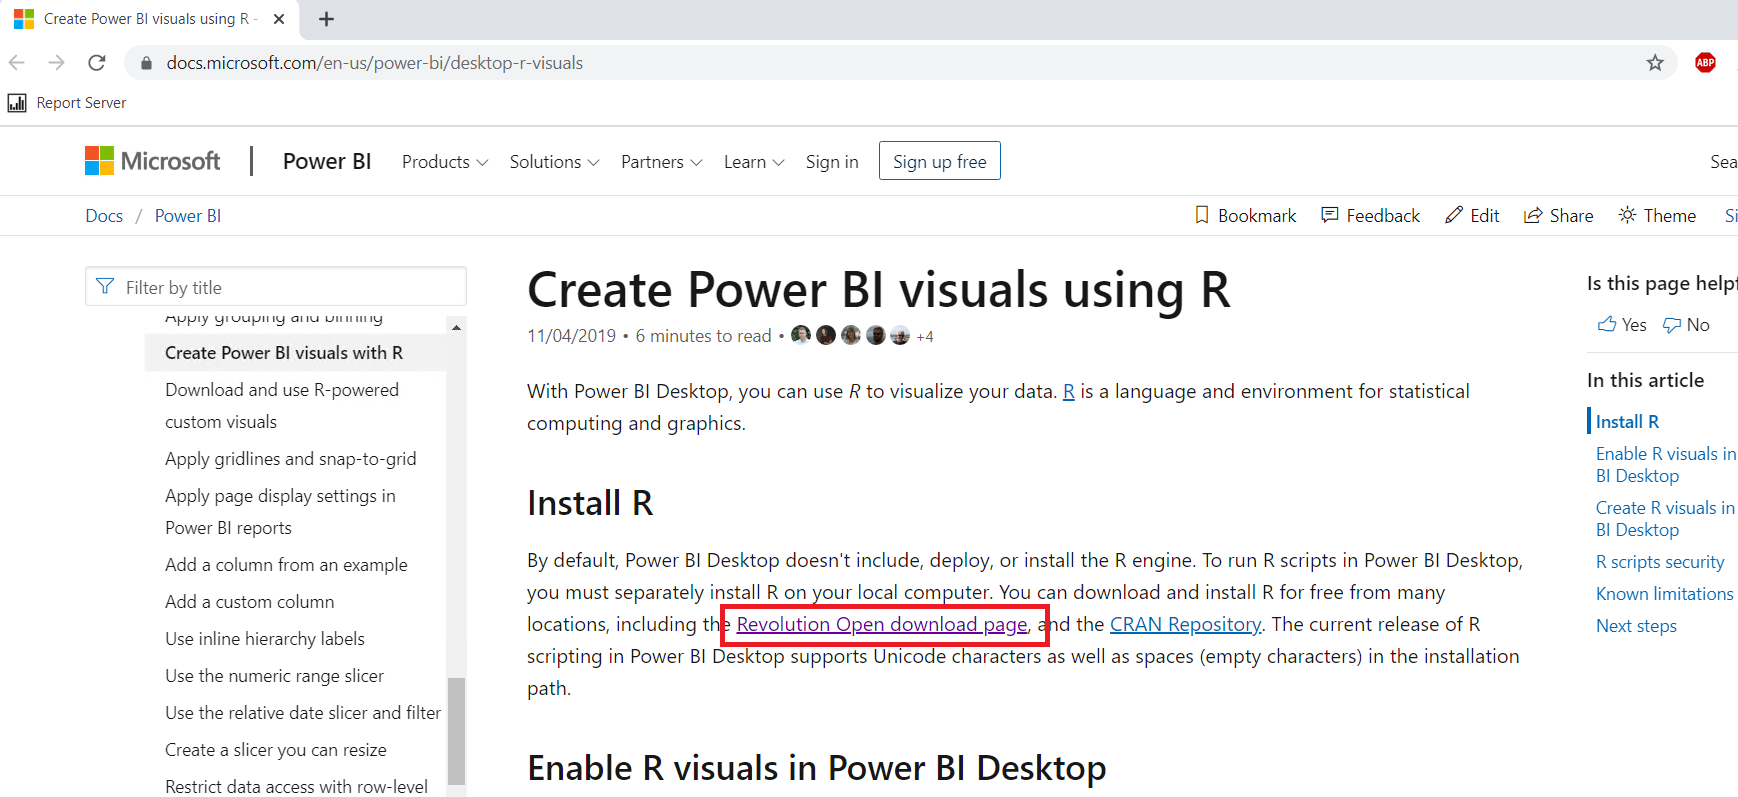 Create Power BI visuals using R -
docs.microsoft.com/en-us/power-bi/desktop-r-visuals
ABP
Report Server
Microsoft | Power BI Products Solutions Partners Learn Sign in Sign up free Sea
Docs / Power BI
Bookmark Feedback Edit Share Theme Si
Filter by title
Apply grouping and binning
Create Power BI visuals with R
Download and use R-powered
custom visuals
Apply gridlines and snap-to-grid
Apply page display settings in
Power BI reports
Add a column from an example
Add a custom column
Use inline hierarchy labels
Use the numeric range slicer
Use the relative date slicer and filter
Create a slicer you can resize
Restrict data access with row-level
Create Power BI visuals using R
11/04/2019 • 6 minutes to read • +4
With Power BI Desktop, you can use R to visualize your data. R is a language and environment for statistical
computing and graphics.
Install R
By default, Power BI Desktop doesn't include, deploy, or install the R engine. To run R scripts in Power BI Desktop,
you must separately install R on your local computer. You can download and install R for free from many
locations, including the Revolution Open download page, and the CRAN Repository. The current release of R
scripting in Power BI Desktop supports Unicode characters as well as spaces (empty characters) in the installation
path.
Enable R visuals in Power BI Desktop
Is this page helpf
Yes No
In this article
Install R
Enable R visuals in
BI Desktop
Create R visuals in
BI Desktop
R scripts security
Known limitations
Next steps